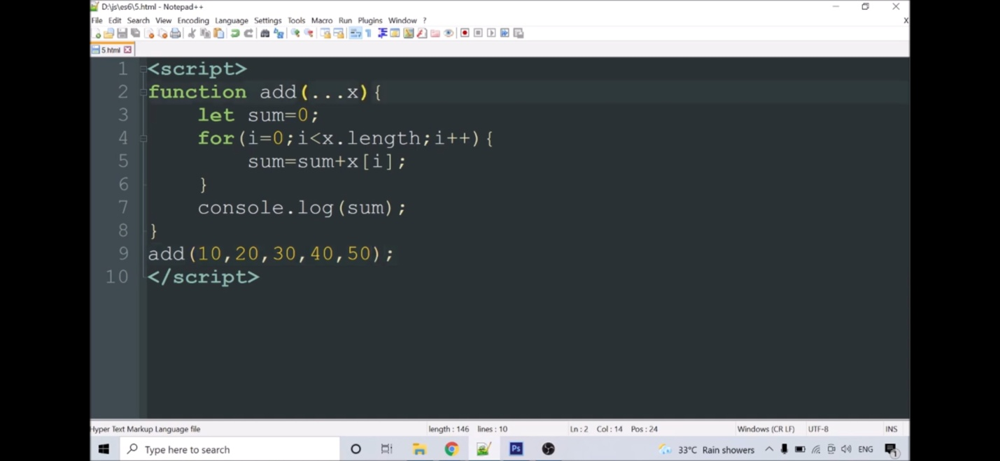 D:\js\es6\5.html - Notepad++
File Edit Search View Encoding Language Settings Tools Macro Run Plugins Window ? X
5 html
1 <script>
2 function add(...x){
3 let sum=0;
4 for(i=0;i<x.length;i++){
5 sum=sum+x[i];
6 }
7 console.log(sum);
8 }
9 add(10,20,30,40,50);
10 </script>
Hyper Text Markup Language file length : 146 lines : 10 Ln : 2 Col : 14 Pos : 24 Windows (CR LF) UTF-8 INS
Type here to search Ps 33°C Rain showers ENG 1